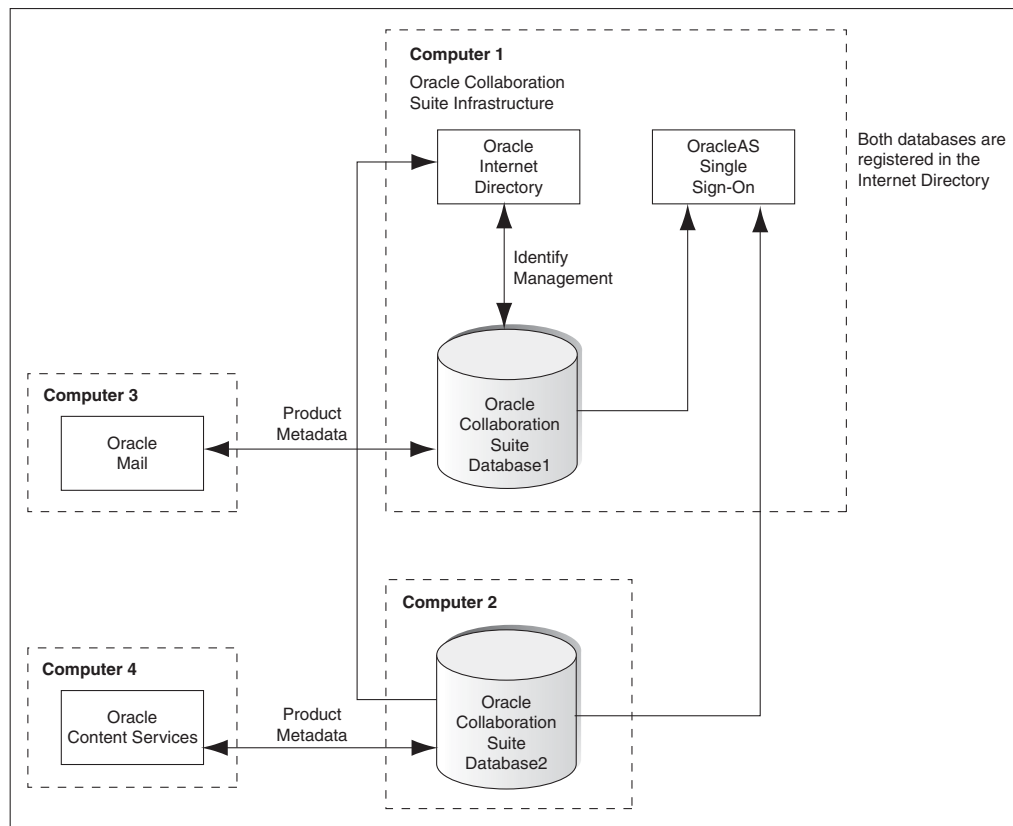 Computer 1
Oracle Collaboration
Suite Infrastructure
Oracle
Internet
Directory
OracleAS
Single
Sign-On
Both databases are
registered in the
Internet Directory
Identify
Management
Computer 3
Oracle
Mail
Product
Metadata
Oracle
Collaboration
Suite
Database1
Computer 2
Computer 4
Oracle
Content Services
Product
Metadata
Oracle
Collaboration
Suite
Database2